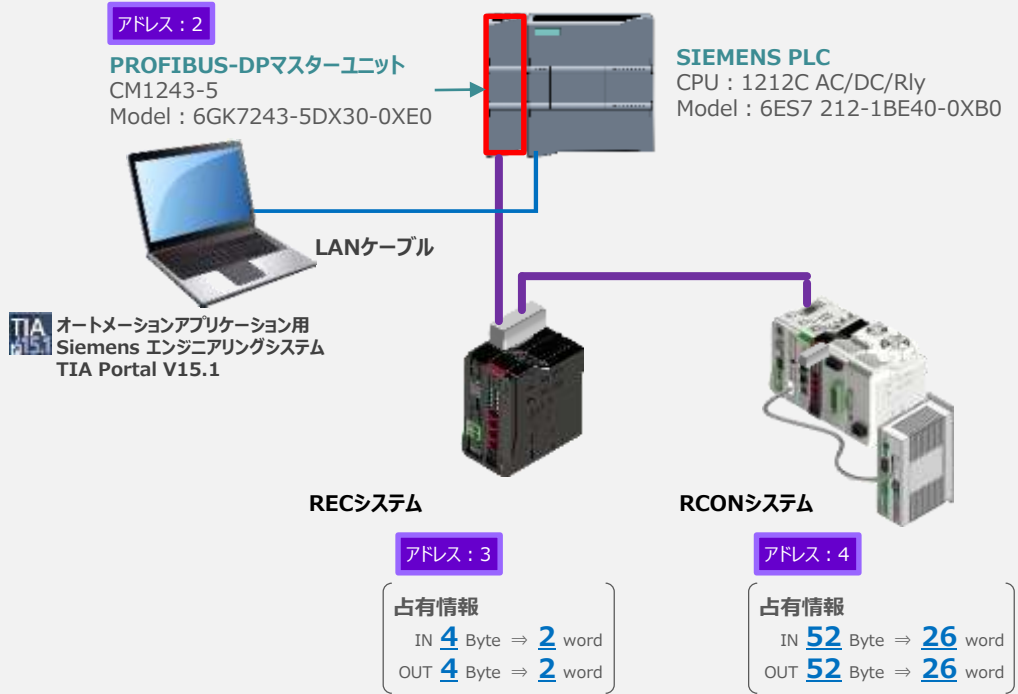 アドレス：2
PROFIBUS-DPマスターユニット
CM1243-5
Model：6GK7243-5DX30-0XE0
SIEMENS PLC
CPU：1212C AC/DC/Rly
Model：6ES7 212-1BE40-0XB0
LANケーブル
TIA
V15.1
オートメーションアプリケーション用
Siemens エンジニアリングシステム
TIA Portal V15.1
RECシステム
RCONシステム
アドレス：3
アドレス：4
占有情報
IN 4 Byte ⇒ 2 word
OUT 4 Byte ⇒ 2 word
占有情報
IN 52 Byte ⇒ 26 word
OUT 52 Byte ⇒ 26 word